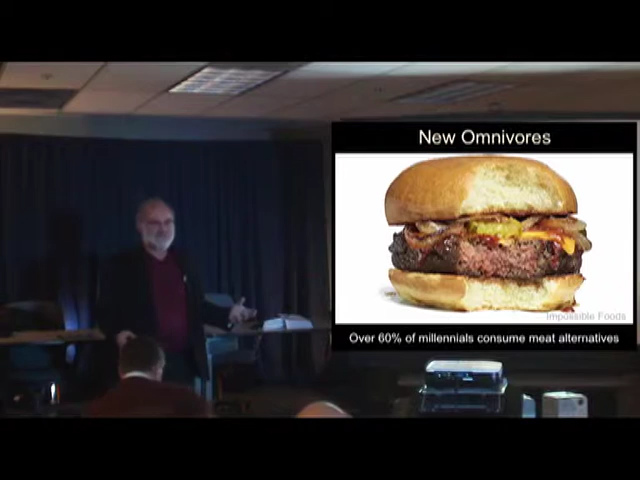 New Omnivores
Impossible Foods
Over 60% of millennials consume meat alternatives